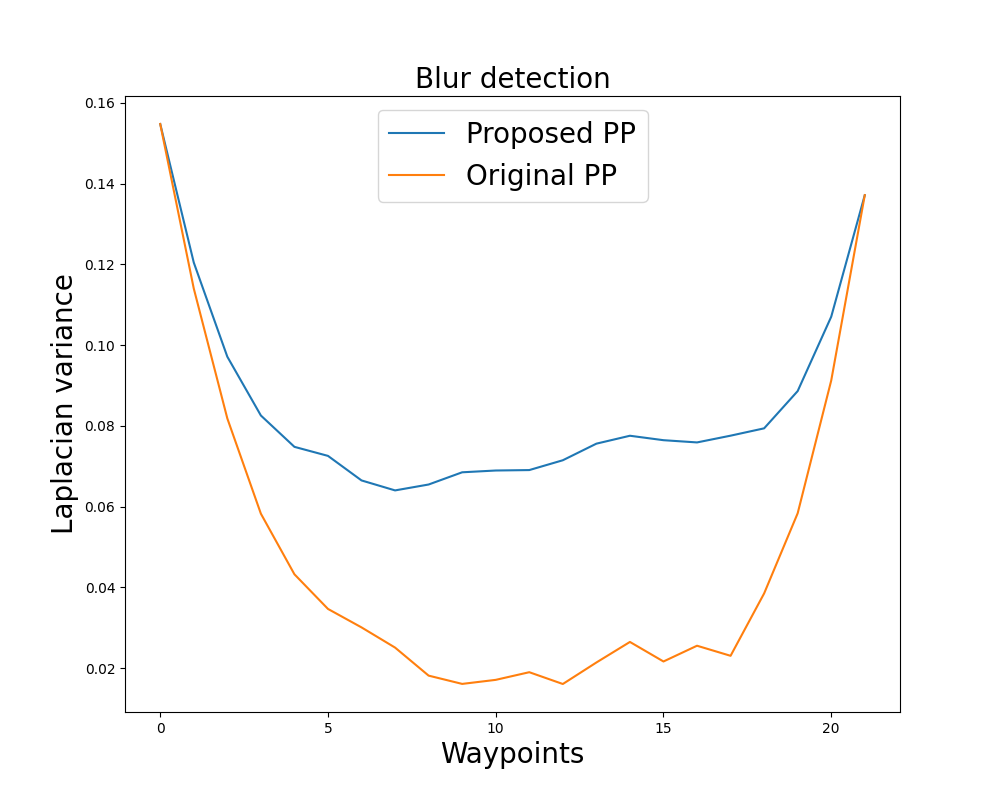 Blur detection
Proposed PP
Original PP
Laplacian variance
0.16
0.14
0.12
0.10
0.08
0.06
0.04
0.02
0 5 10 15 20
Waypoints